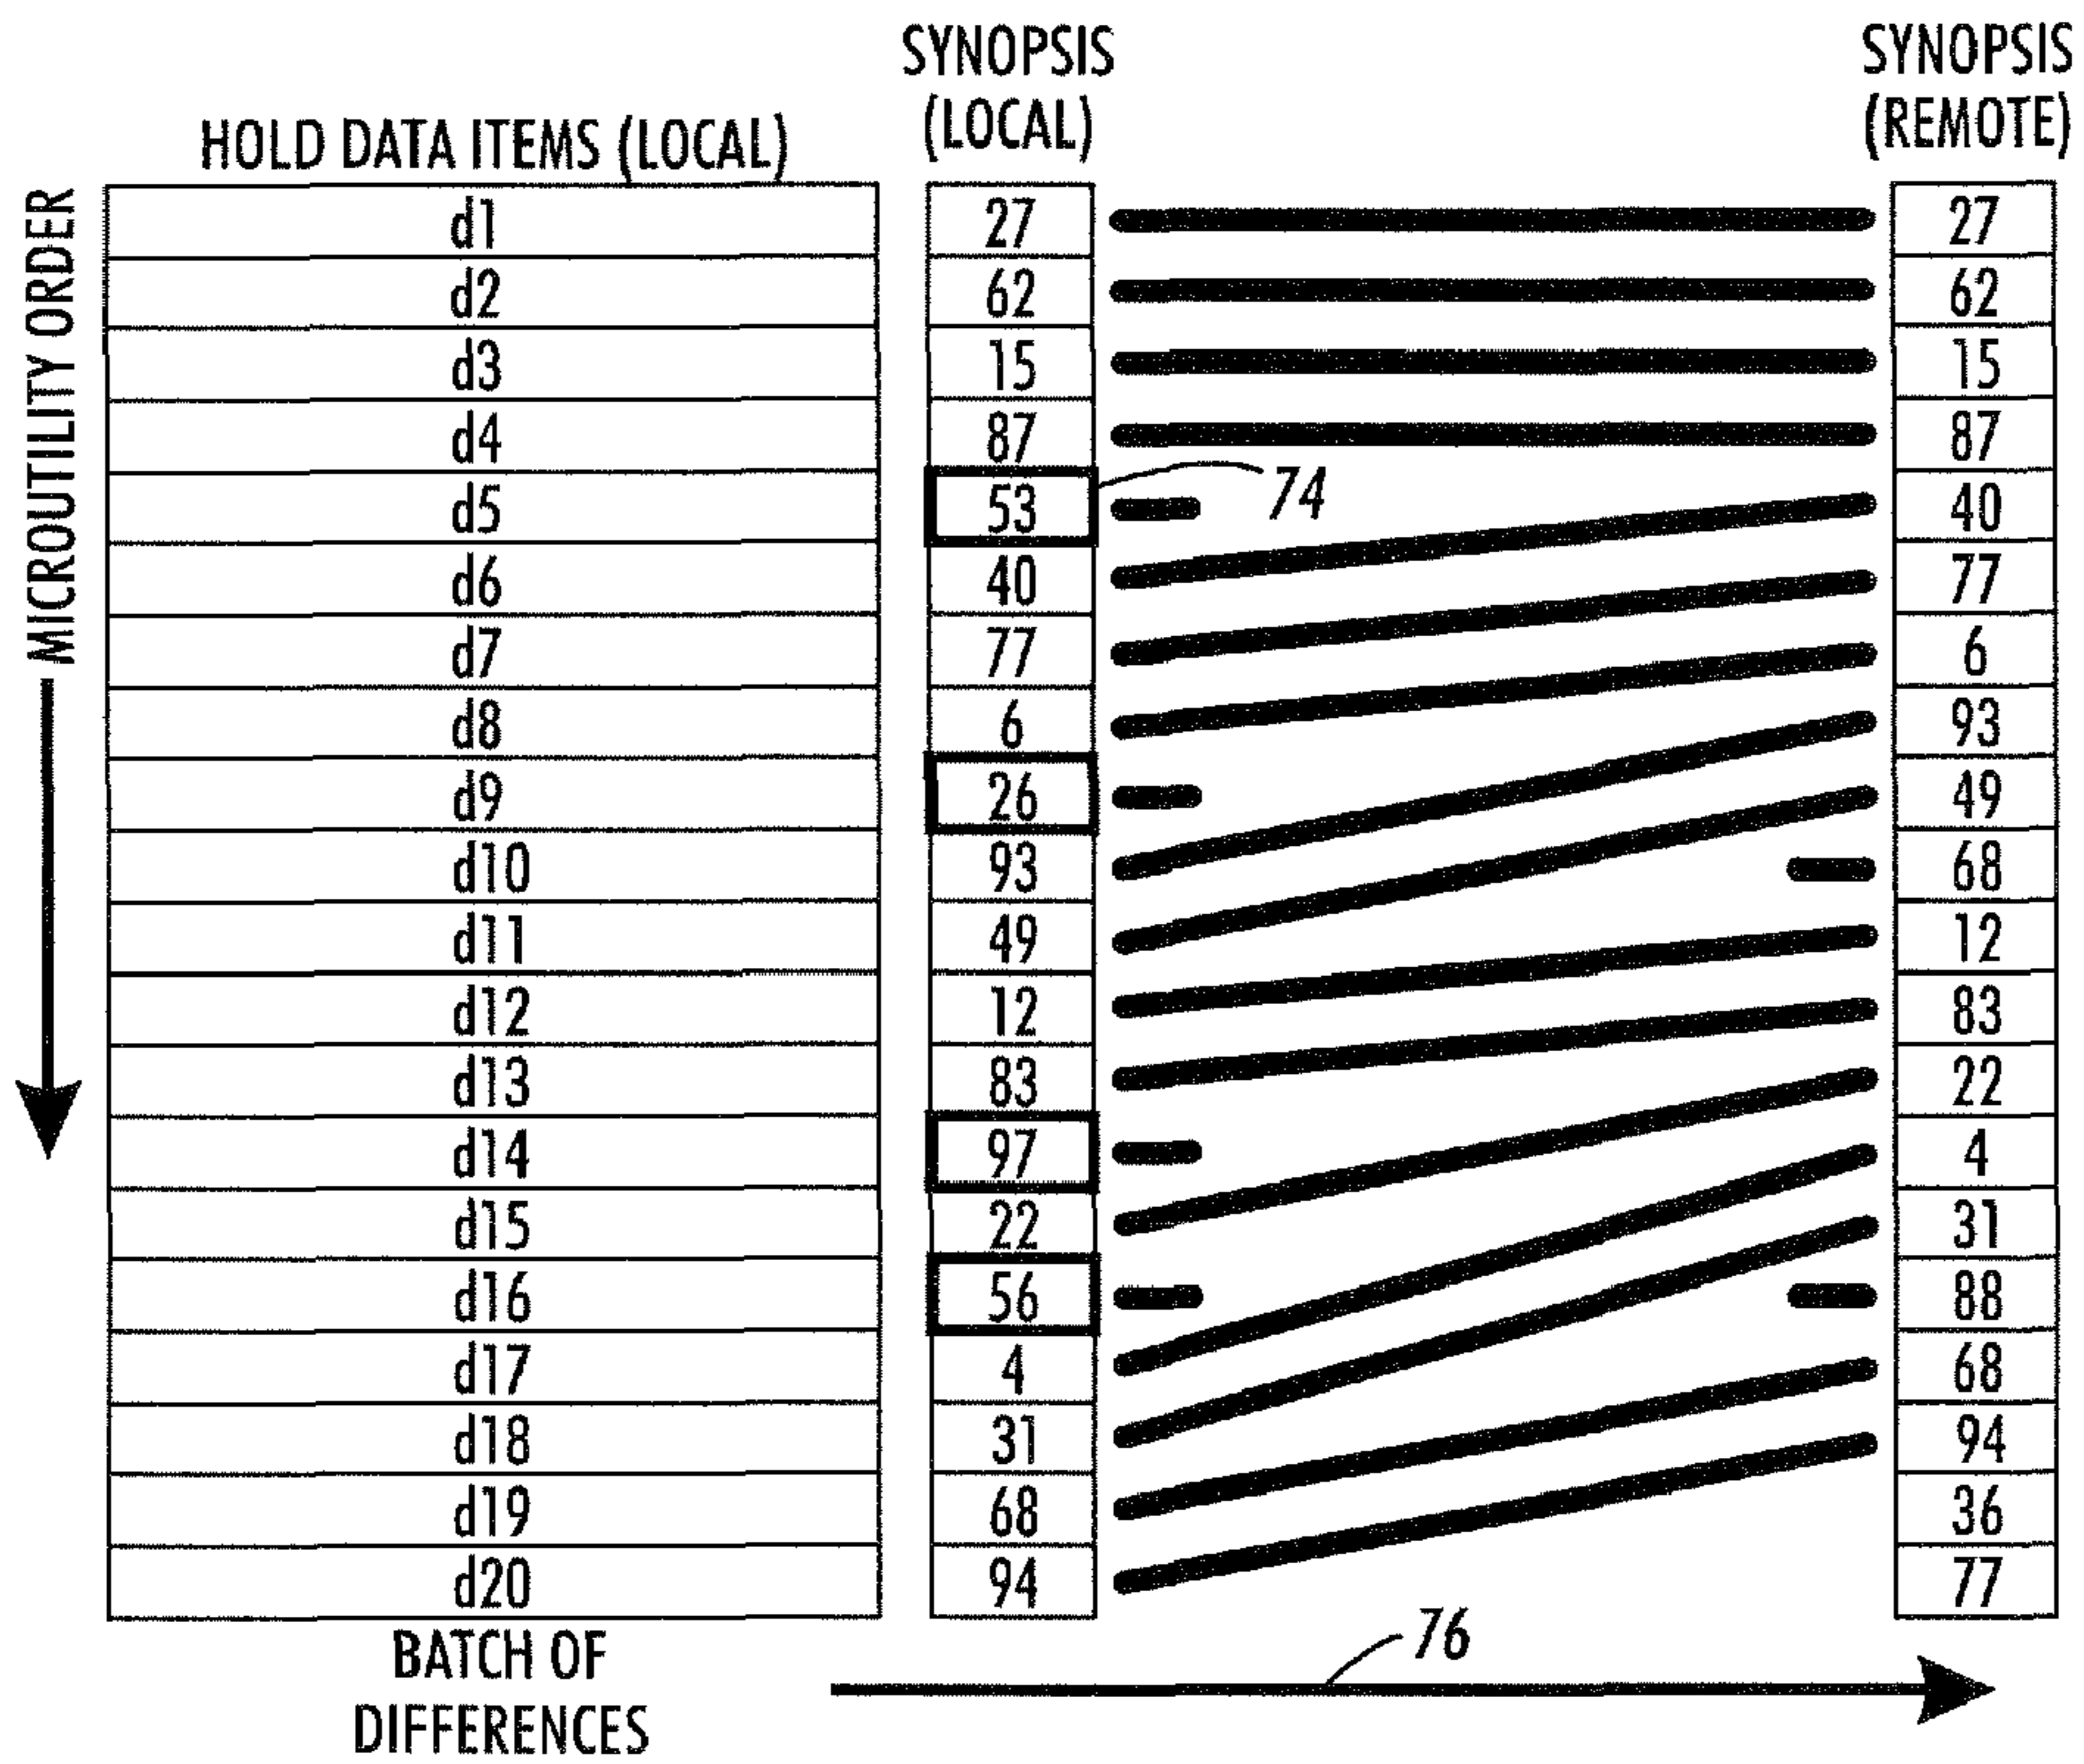 SYNOPSIS
(LOCAL)
SYNOPSIS
(REMOTE)
HOLD DATA ITEMS (LOCAL)
MICROUTILITY ORDER
d1 27 27
d2 62 62
d3 15 15
d4 87 87
d5 53 74 40
d6 40 77
d7 77 6
d8 6 93
d9 26 49
d10 93 68
d11 49 12
d12 12 83
d13 83 22
d14 97 4
d15 22 31
d16 56 88
d17 4 68
d18 31 94
d19 68 36
d20 94 77
BATCH OF
DIFFERENCES
76